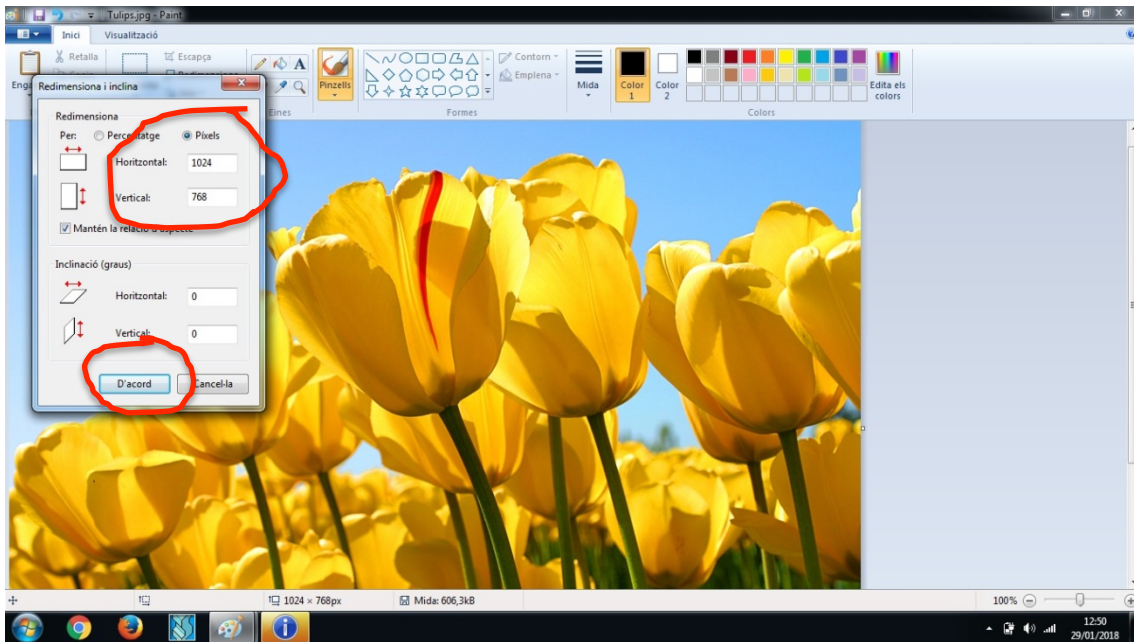 Tulips.jpg - Paint
Inici Visualització
Retalla
Escapça
Pinzells
Contorn
Emplena
Mida
Color 1
Color 2
Edita els colors
Eines
Formes
Colors
Redimensiona i inclina
Redimensiona
Per: Percentatge Píxels
Horitzontal: 1024
Vertical: 768
Mantén la relació d'aspecte
Inclinació (graus)
Horitzontal: 0
Vertical: 0
D'acord Cancel·la
1024 × 768px Mida: 606,3kB 100%
12:50
29/01/2018